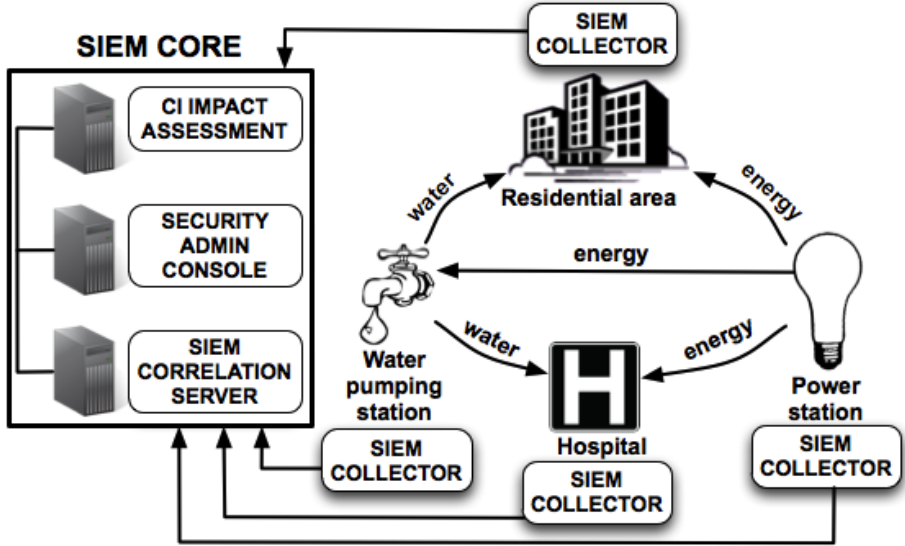 SIEM CORE
CI IMPACT
ASSESSMENT
SECURITY
ADMIN
CONSOLE
SIEM
CORRELATION
SERVER
SIEM
COLLECTOR
Residential area
water
energy
energy
water
energy
Water
pumping
station
Hospital
Power
station
SIEM
COLLECTOR
SIEM
COLLECTOR
SIEM
COLLECTOR